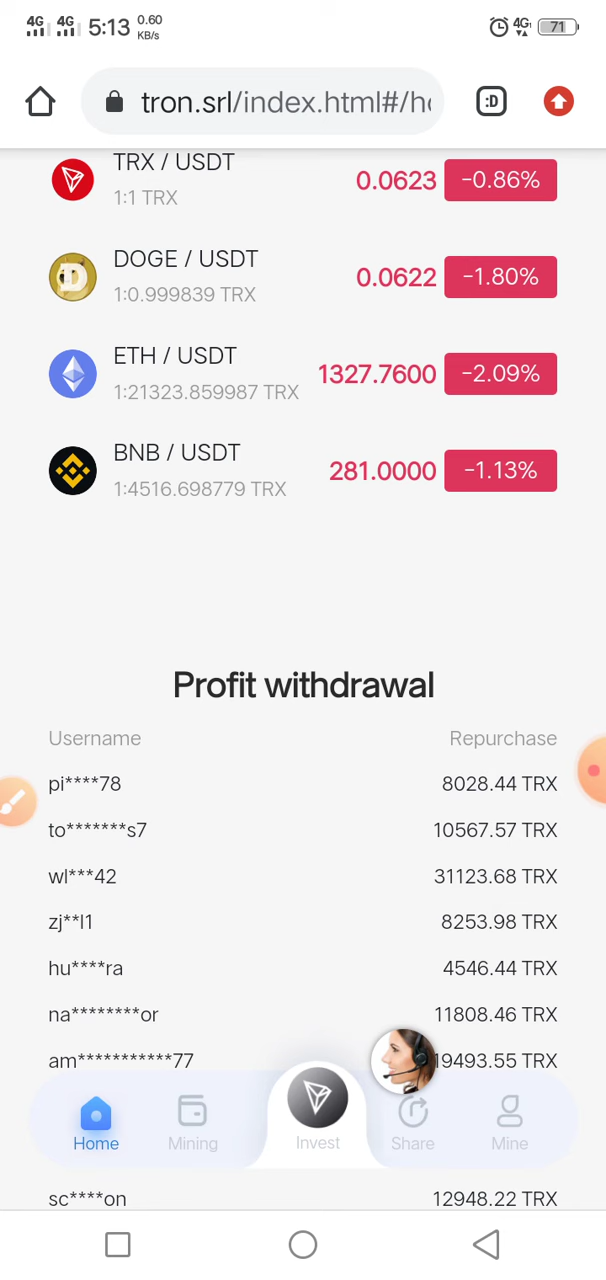 4G 4G 5:13 0.60 KB/s 4G 71
tron.srl/index.html#/h :D
TRX / USDT 0.0623 -0.86%
1:1 TRX
DOGE / USDT 0.0622 -1.80%
1:0.999839 TRX
ETH / USDT 1327.7600 -2.09%
1:21323.859987 TRX
BNB / USDT 281.0000 -1.13%
1:4516.698779 TRX
Profit withdrawal
Username Repurchase
pi****78 8028.44 TRX
to*******s7 10567.57 TRX
wl***42 31123.68 TRX
zj**l1 8253.98 TRX
hu****ra 4546.44 TRX
na********or 11808.46 TRX
am***********77 19493.55 TRX
Home Mining Invest Share Mine
sc****on 12948.22 TRX